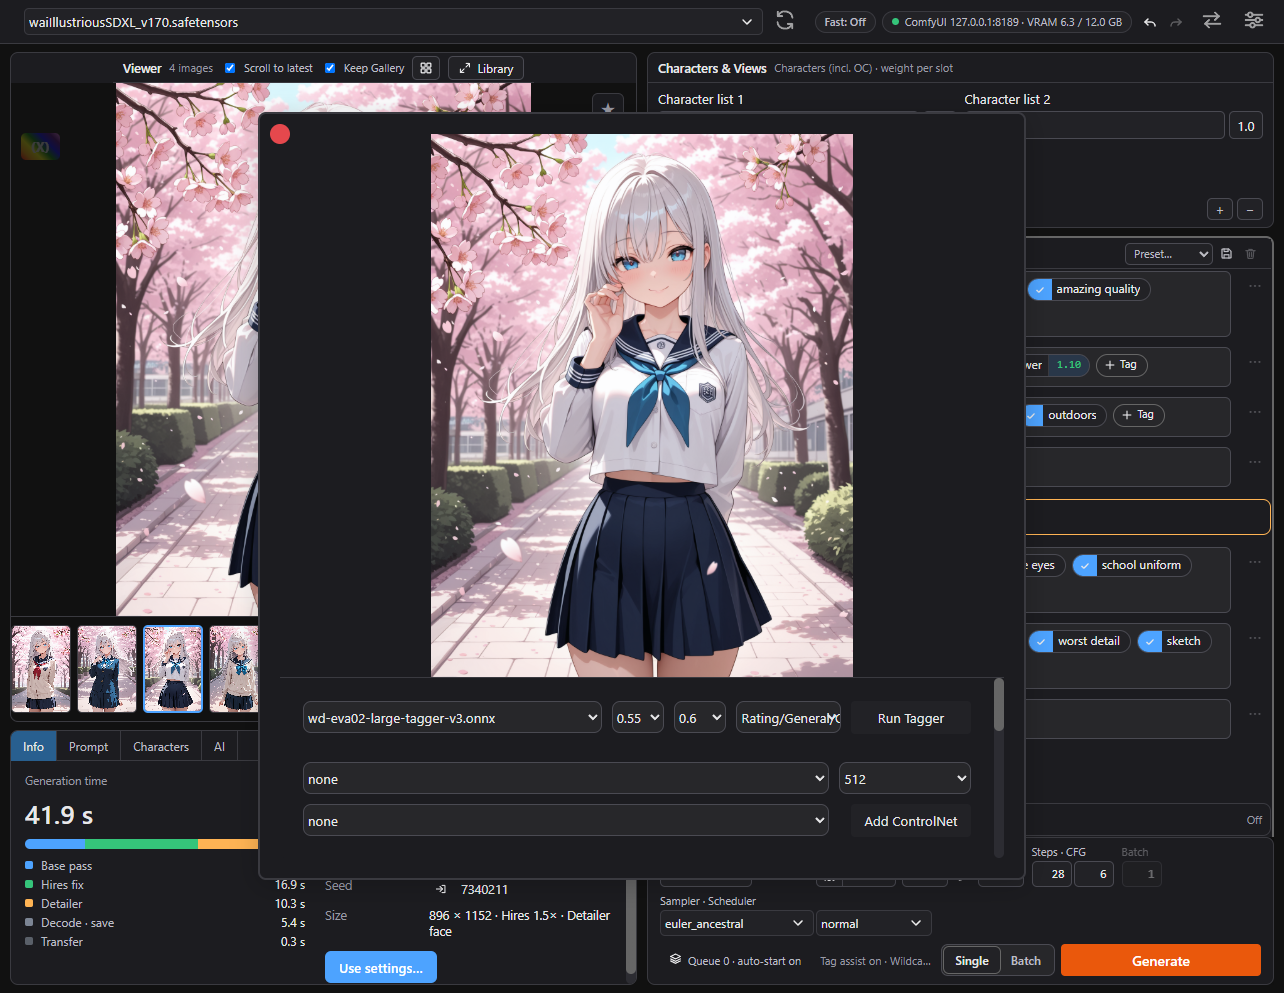 waiIllustriousSDXL_v170.safetensors
Fast: Off
ComfyUI 127.0.0.1:8189 · VRAM 6.3 / 12.0 GB
Viewer 4 images Scroll to latest Keep Gallery Library
Characters & Views Characters (incl. OC) · weight per slot
Character list 1
Character list 2
1.0
+ −
Preset...
amazing quality
wer 1.10 + Tag
outdoors + Tag
e eyes school uniform
worst detail sketch
wd-eva02-large-tagger-v3.onnx 0.55 0.6 Rating/General/C Run Tagger
none 512
none Add ControlNet
Info Prompt Characters AI
Generation time
41.9 s
Base pass
Hires fix 16.9 s
Detailer 10.3 s
Decode · save 5.4 s
Transfer 0.3 s
Seed 7340211
Size 896 × 1152 · Hires 1.5× · Detailer
face
Use settings...
Off
Steps · CFG Batch
28 6 1
Sampler · Scheduler
euler_ancestral normal
Queue 0 · auto-start on Tag assist on · Wildca... Single Batch Generate